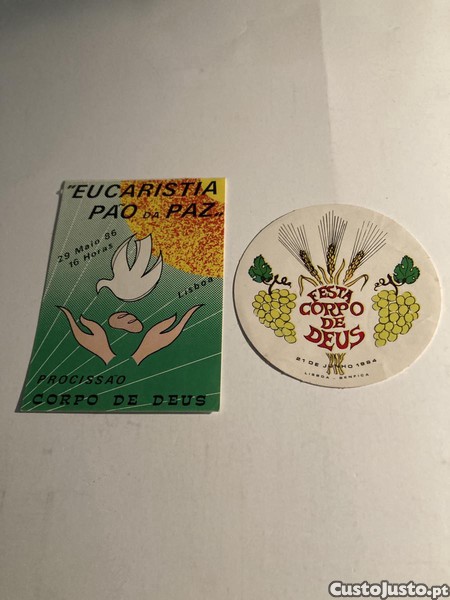 "EUCARISTIA
PÃO DA PAZ"
29 Maio 86
16 Horas
Lisboa
PROCISSÃO
CORPO DE DEUS
FESTA
CORPO
DE
DEUS
21 DE JUNHO 1984
LISBOA - BENFICA
CustoJusto.pt